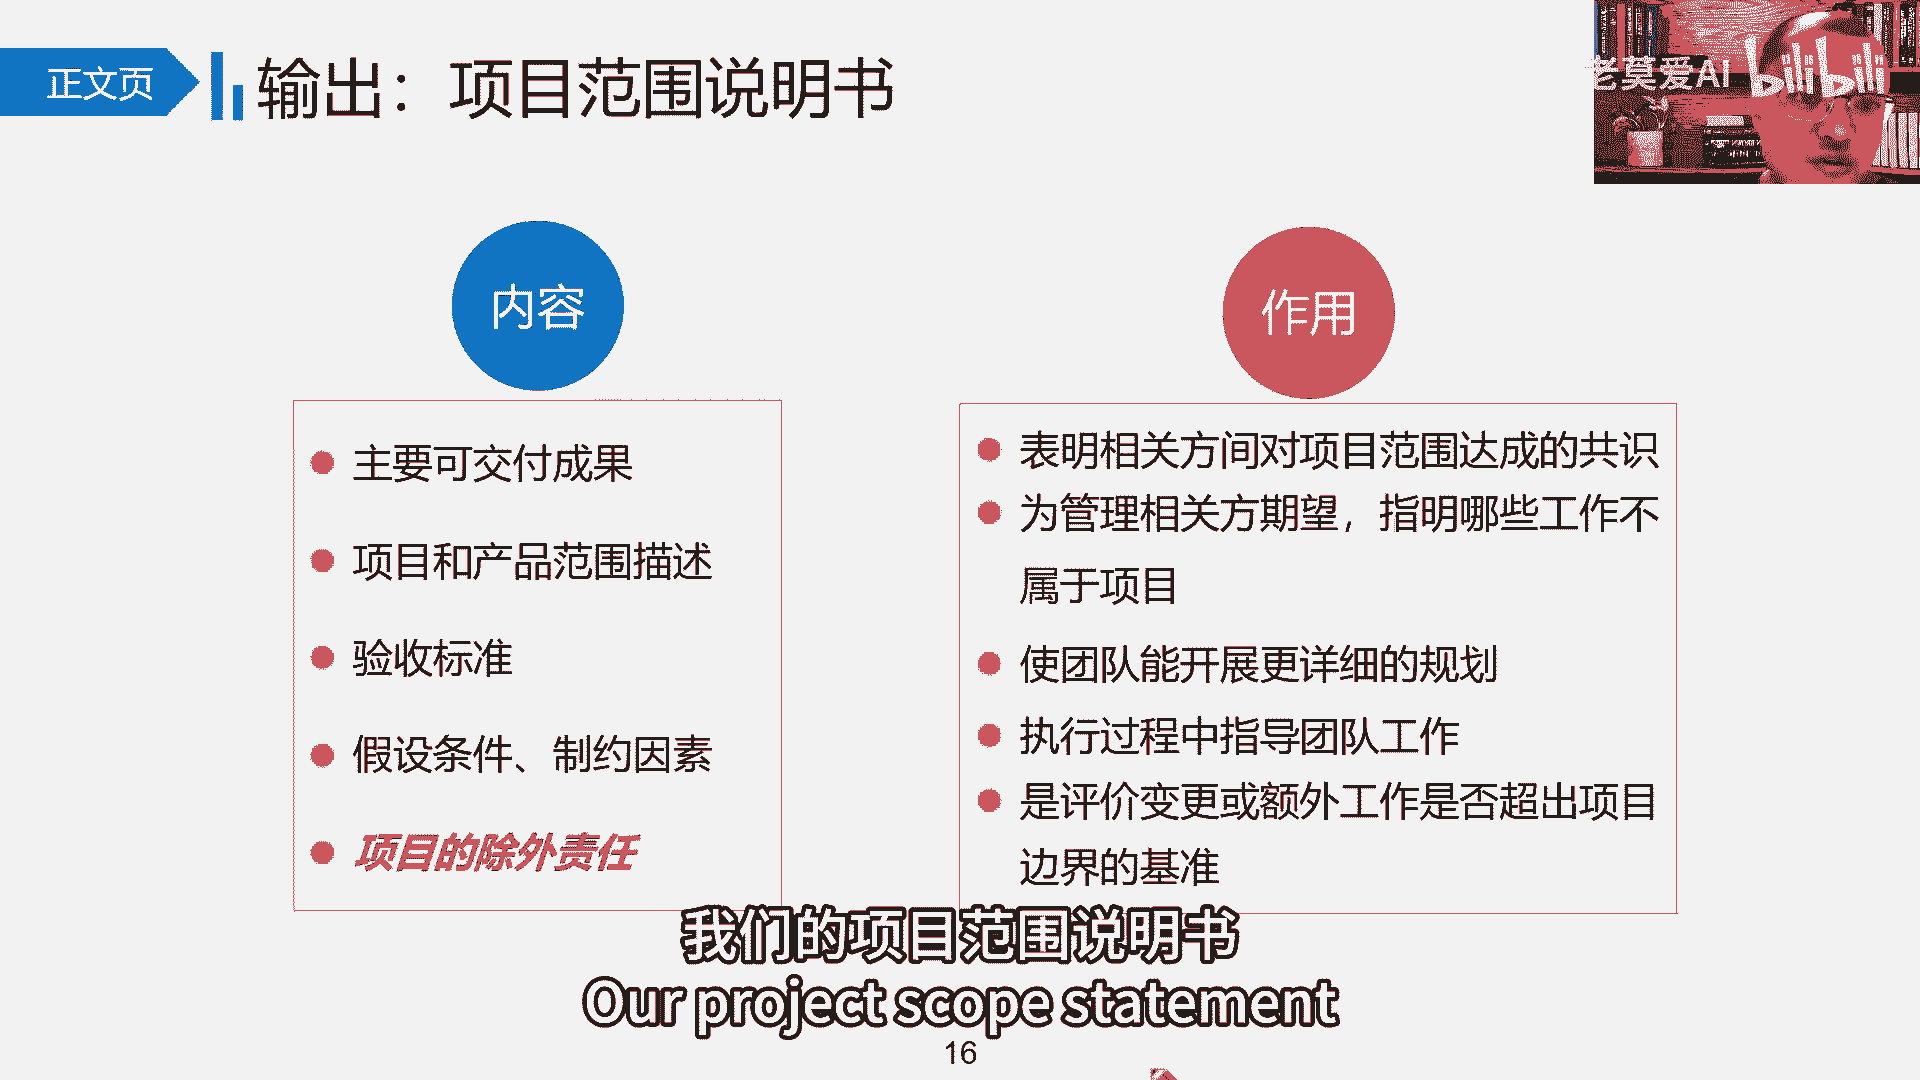 正文页
输出：项目范围说明书
老莫爱AI
bilibili
内容
主要可交付成果
项目和产品范围描述
验收标准
假设条件、制约因素
项目的除外责任
作用
表明相关方间对项目范围达成的共识
为管理相关方期望，指明哪些工作不
属于项目
使团队能开展更详细的规划
执行过程中指导团队工作
是评价变更或额外工作是否超出项目
边界的基准
我们的项目范围说明书
Our project scope statement
16